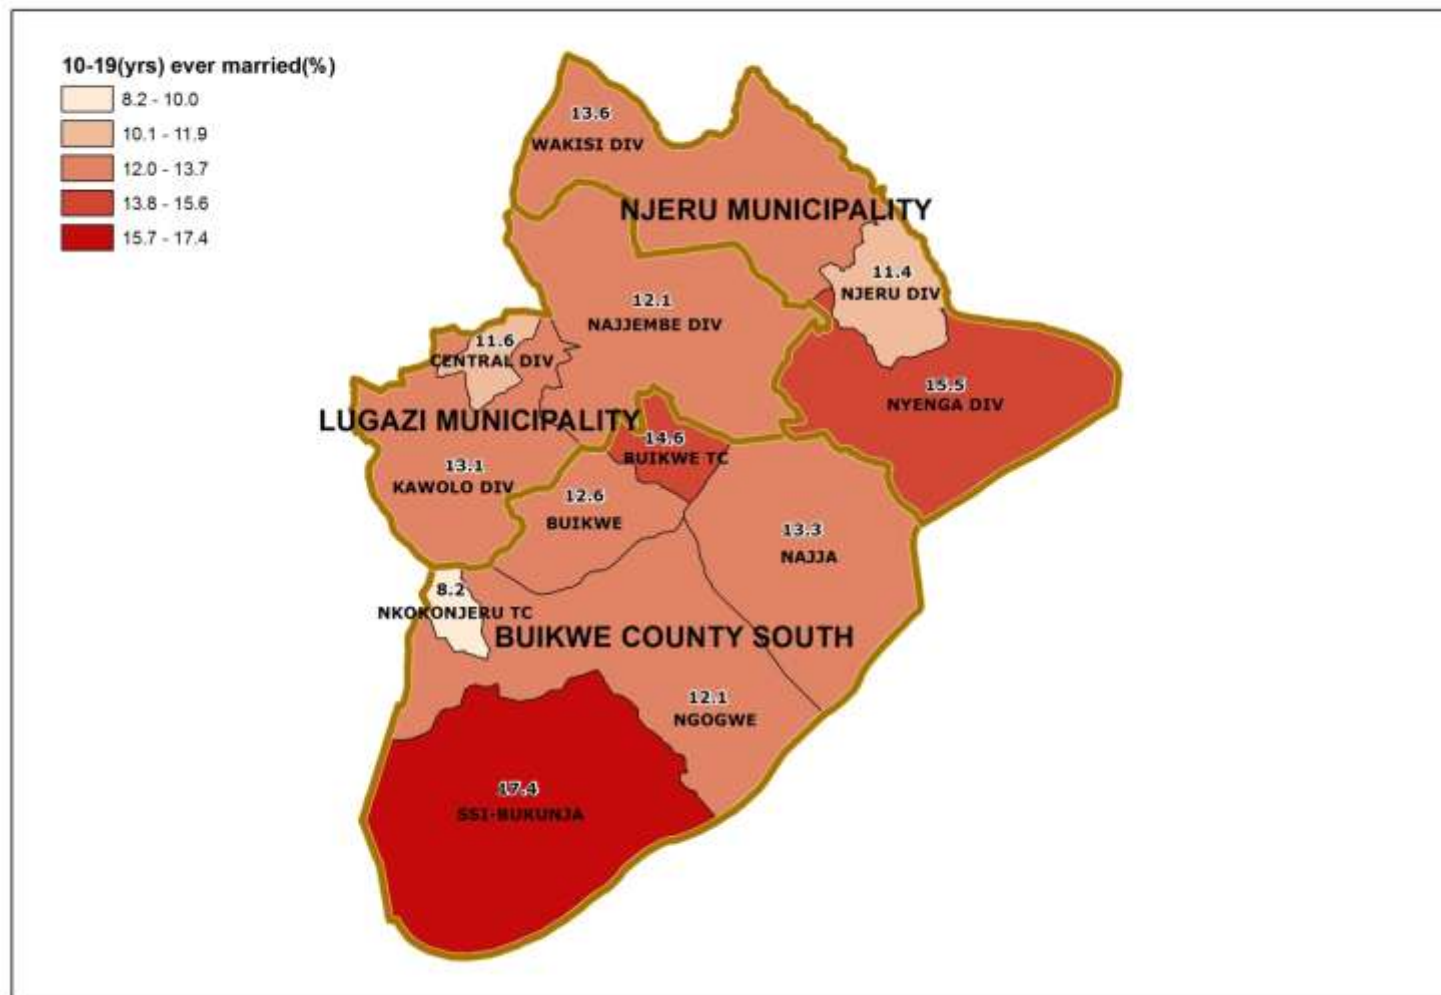 10-19(yrs) ever married(%)
8.2 - 10.0
10.1 - 11.9
12.0 - 13.7
13.8 - 15.6
15.7 - 17.4
13.6
WAKISI DIV
NJERU MUNICIPALITY
11.4
NJERU DIV
12.1
NAJJEMBE DIV
11.6
CENTRAL DIV
15.5
NYENGA DIV
LUGAZI MUNICIPALITY
14.6
BUIKWE TC
13.1
KAWOLO DIV
12.6
BUIKWE
13.3
NAJJA
8.2
NKOKONJERU TC
BUIKWE COUNTY SOUTH
12.1
NGOGWE
17.4
SSI-BUKUNJA